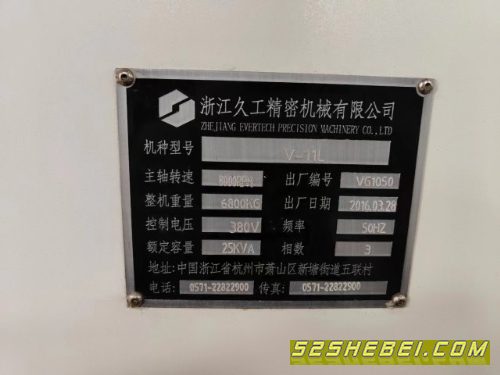 浙江久工精密机械有限公司
ZHEJIANG EVERTECH PRECISION MACHINERY CO., LTD
机种型号 V-11L
主轴转速 8000 出厂编号 VG1050
整机重量 6800KG 出厂日期 2016.03.28
控制电压 380V 频率 50HZ
额定容量 25KVA 相数 3
地址:中国浙江省杭州市萧山区新塘街道五联村
电话: 0571-22822900 传真: 0571-22822900
52SHEBEI.COM